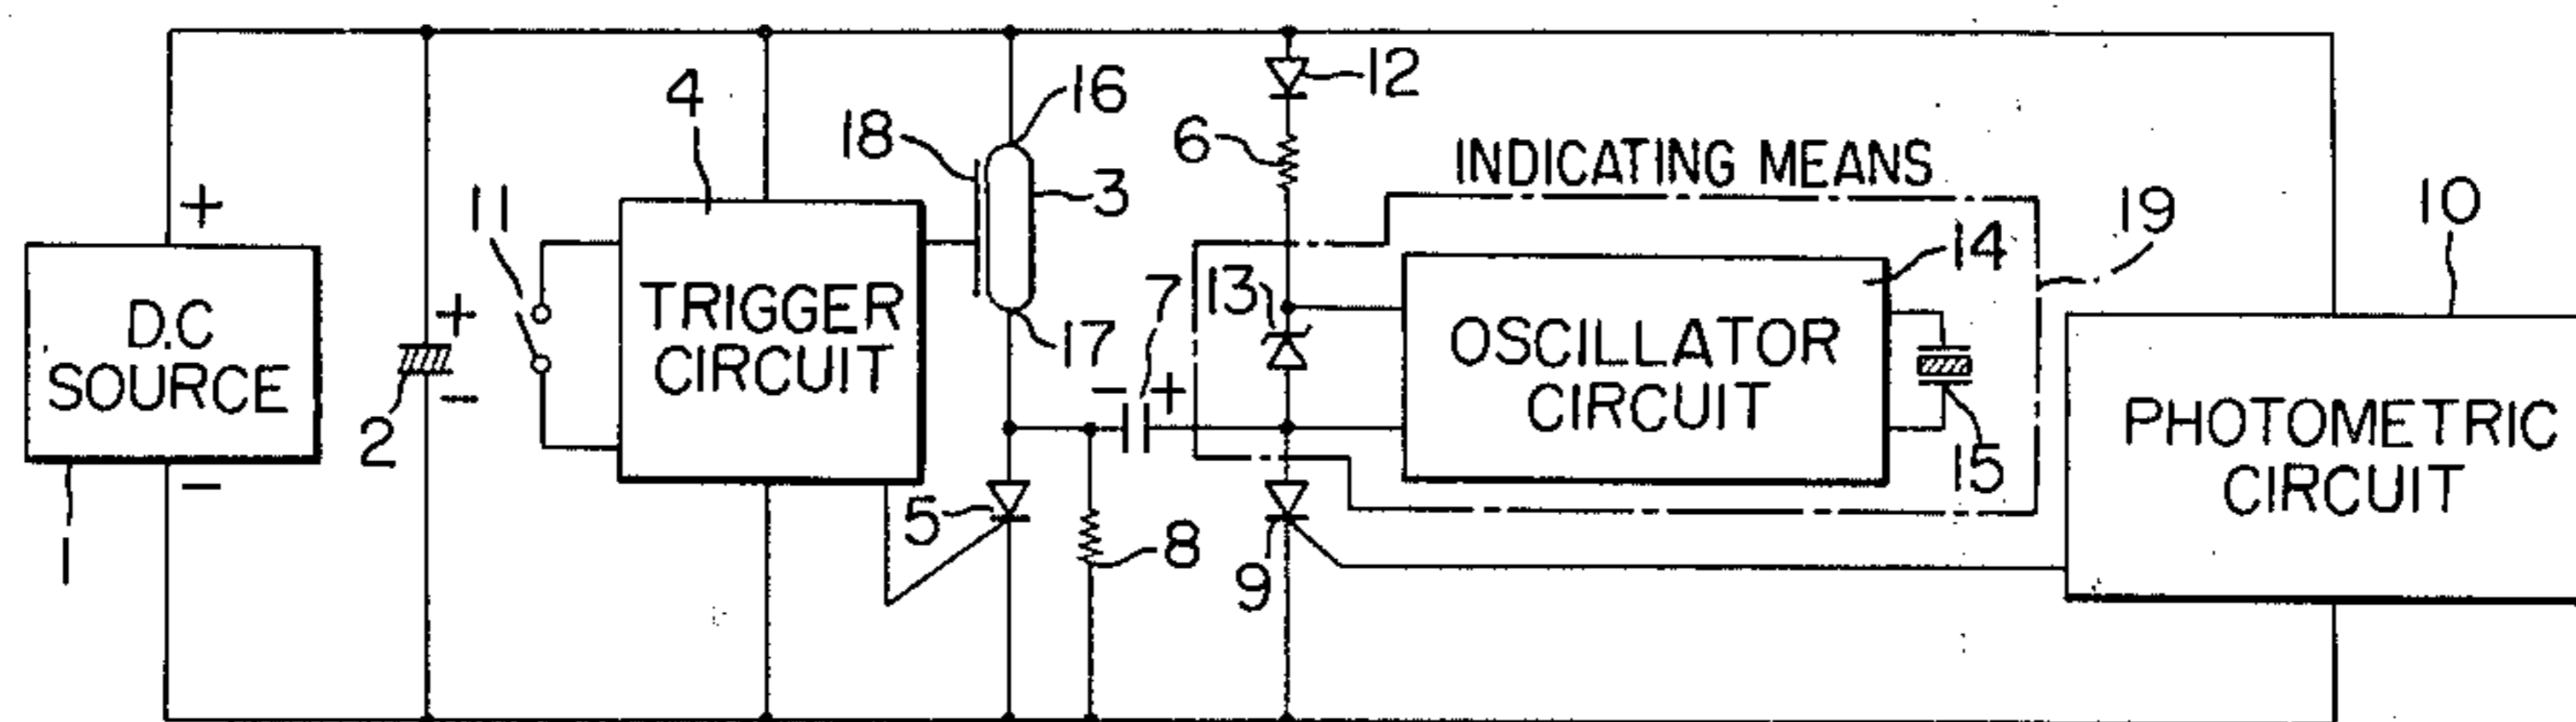 D.C
SOURCE
+
-
1
2
+
-
11
4
TRIGGER
CIRCUIT
18
16
3
17
5
8
- +
7
12
6
INDICATING MEANS
13
OSCILLATOR
CIRCUIT
14
15
19
9
10
PHOTOMETRIC
CIRCUIT